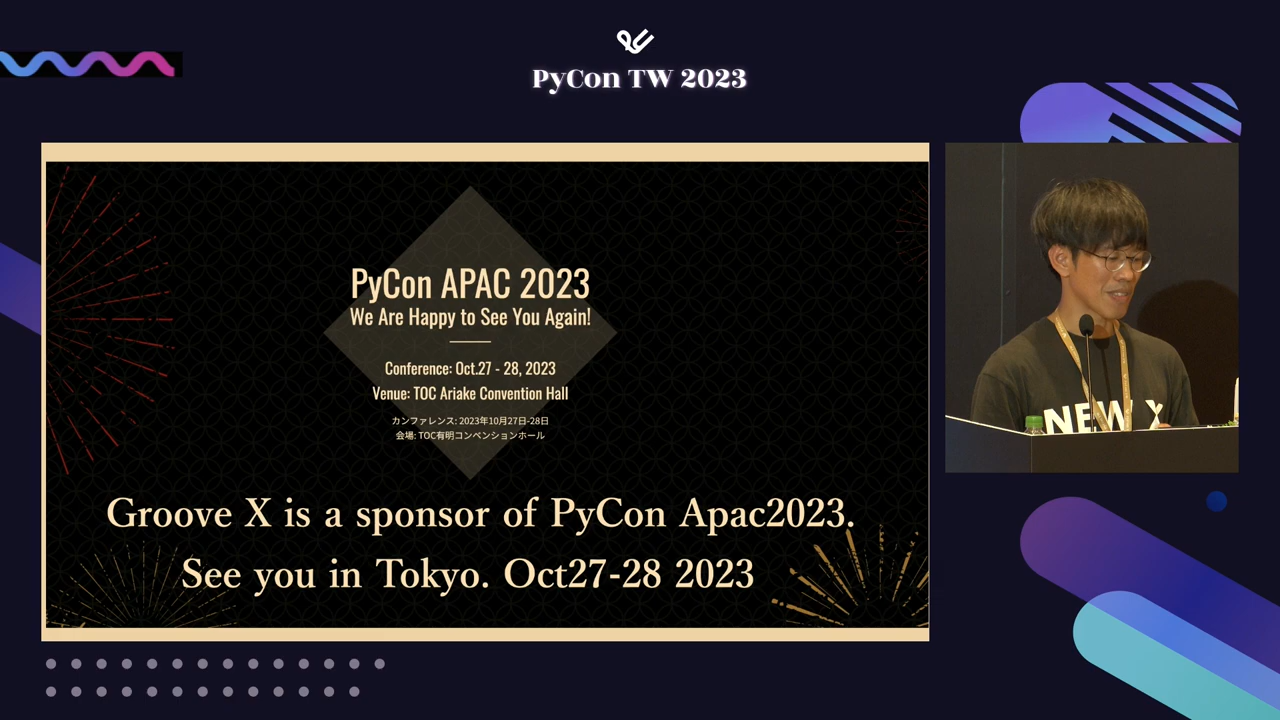 PyCon TW 2023
PyCon APAC 2023
We Are Happy to See You Again!
Conference: Oct.27 - 28, 2023
Venue: TOC Ariake Convention Hall
カンファレンス: 2023年10月27日-28日
会場: TOC有明コンベンションホール
Groove X is a sponsor of PyCon Apac2023.
See you in Tokyo. Oct27-28 2023
NEW X